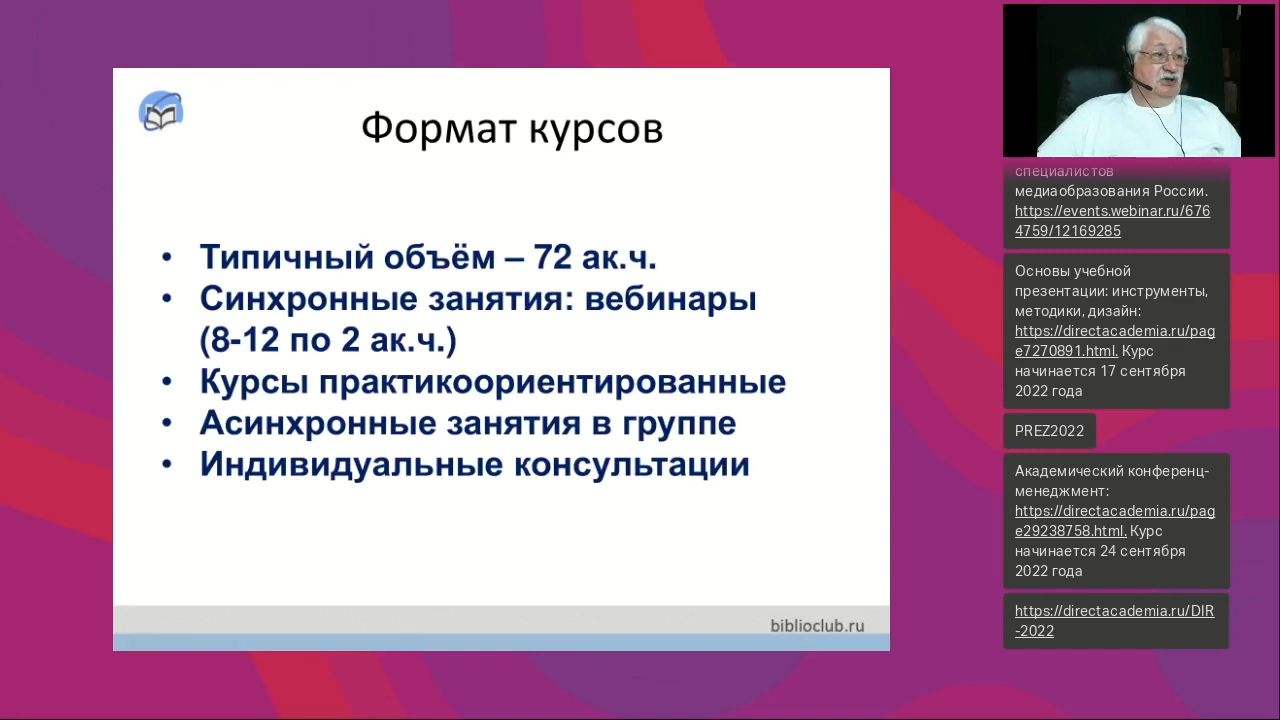 Формат курсов
• Типичный объём – 72 ак.ч.
• Синхронные занятия: вебинары
(8-12 по 2 ак.ч.)
• Курсы практикоориентированные
• Асинхронные занятия в группе
• Индивидуальные консультации
biblioclub.ru
специалистов
медиаобразования России.
https://events.webinar.ru/676
4759/12169285
Основы учебной
презентации: инструменты,
методики, дизайн:
https://directacademia.ru/pag
e7270891.html. Курс
начинается 17 сентября
2022 года
PREZ2022
Академический конференц-
менеджмент:
https://directacademia.ru/pag
e29238758.html. Курс
начинается 24 сентября
2022 года
https://directacademia.ru/DIR
-2022